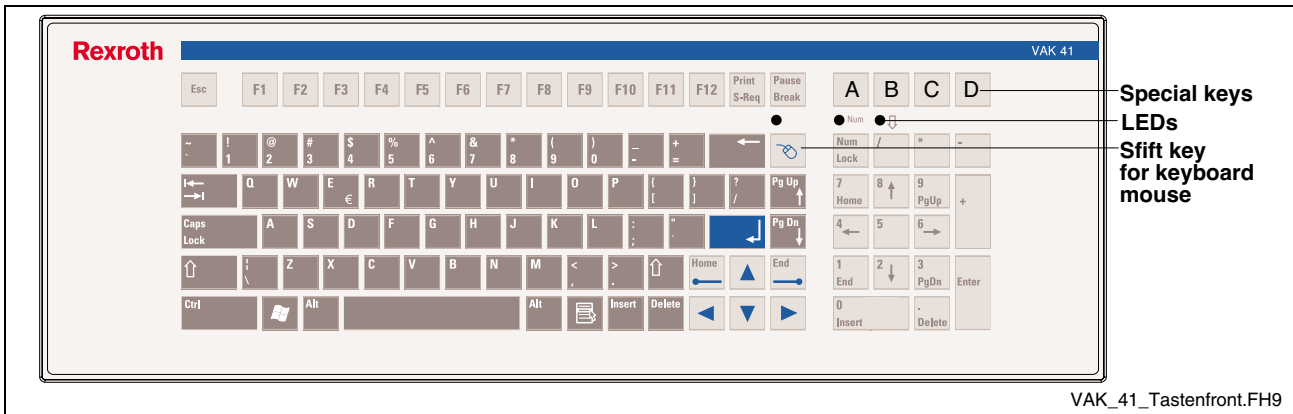 Rexroth
VAK 41
Esc F1 F2 F3 F4 F5 F6 F7 F8 F9 F10 F11 F12 Print S-Req Pause Break A B C D
Special keys
Num
LEDs
~ ` ! 1 @ 2 # 3 $ 4 % 5 ^ 6 & 7 * 8 ( 9 ) 0 _ - + = Num Lock / * -
Sfift key
for keyboard
mouse
Q W E € R T Y U I O P { [ } ] ? / Pg Up 7 Home 8 9 PgUp +
Caps Lock A S D F G H J K L : ; " ' Pg Dn 4 5 6
¦ \ Z X C V B N M < , > . Home End 1 End 2 3 PgDn Enter
Ctrl Alt Alt Insert Delete 0 Insert . Delete
VAK_41_Tastenfront.FH9